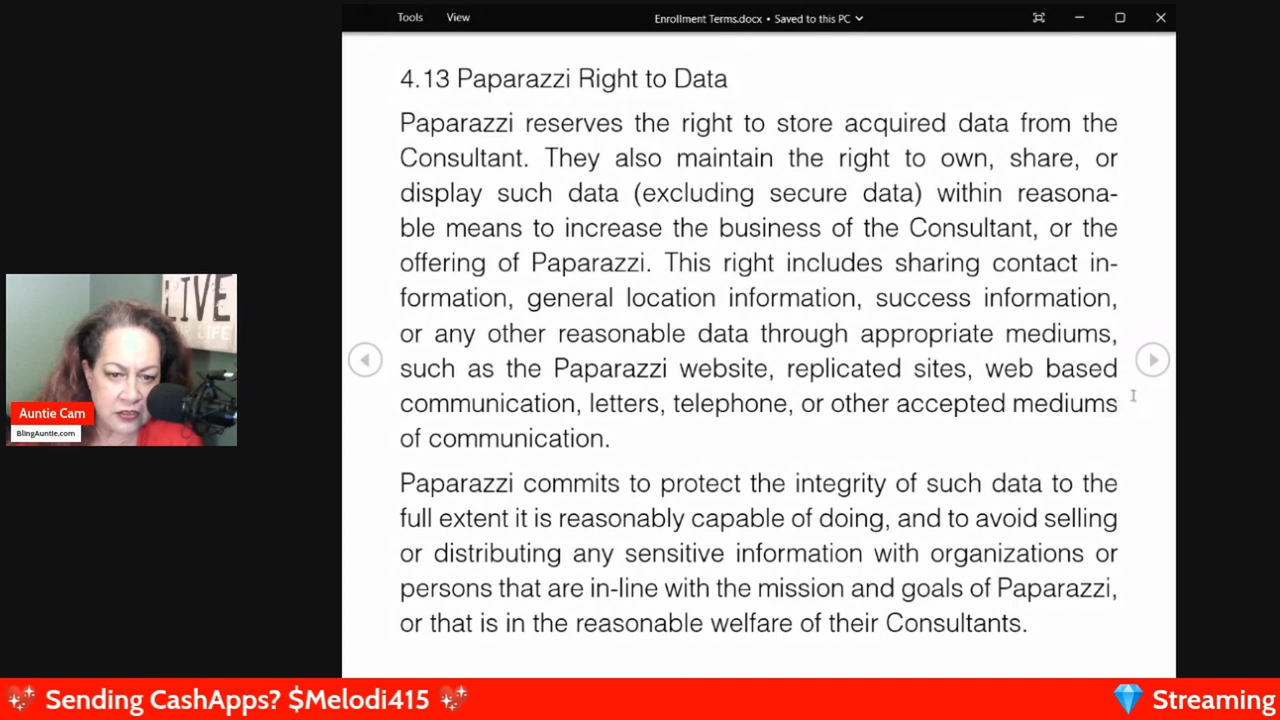 Tools View Enrollment Terms.docx • Saved to this PC
4.13 Paparazzi Right to Data
Paparazzi reserves the right to store acquired data from the
Consultant. They also maintain the right to own, share, or
display such data (excluding secure data) within reasona-
ble means to increase the business of the Consultant, or the
offering of Paparazzi. This right includes sharing contact in-
formation, general location information, success information,
or any other reasonable data through appropriate mediums,
such as the Paparazzi website, replicated sites, web based
communication, letters, telephone, or other accepted mediums
of communication.
Paparazzi commits to protect the integrity of such data to the
full extent it is reasonably capable of doing, and to avoid selling
or distributing any sensitive information with organizations or
persons that are in-line with the mission and goals of Paparazzi,
or that is in the reasonable welfare of their Consultants.
LIVE
LIFE
Auntie Cam
BlingAuntie.com
Sending CashApps? $Melodi415
Streaming